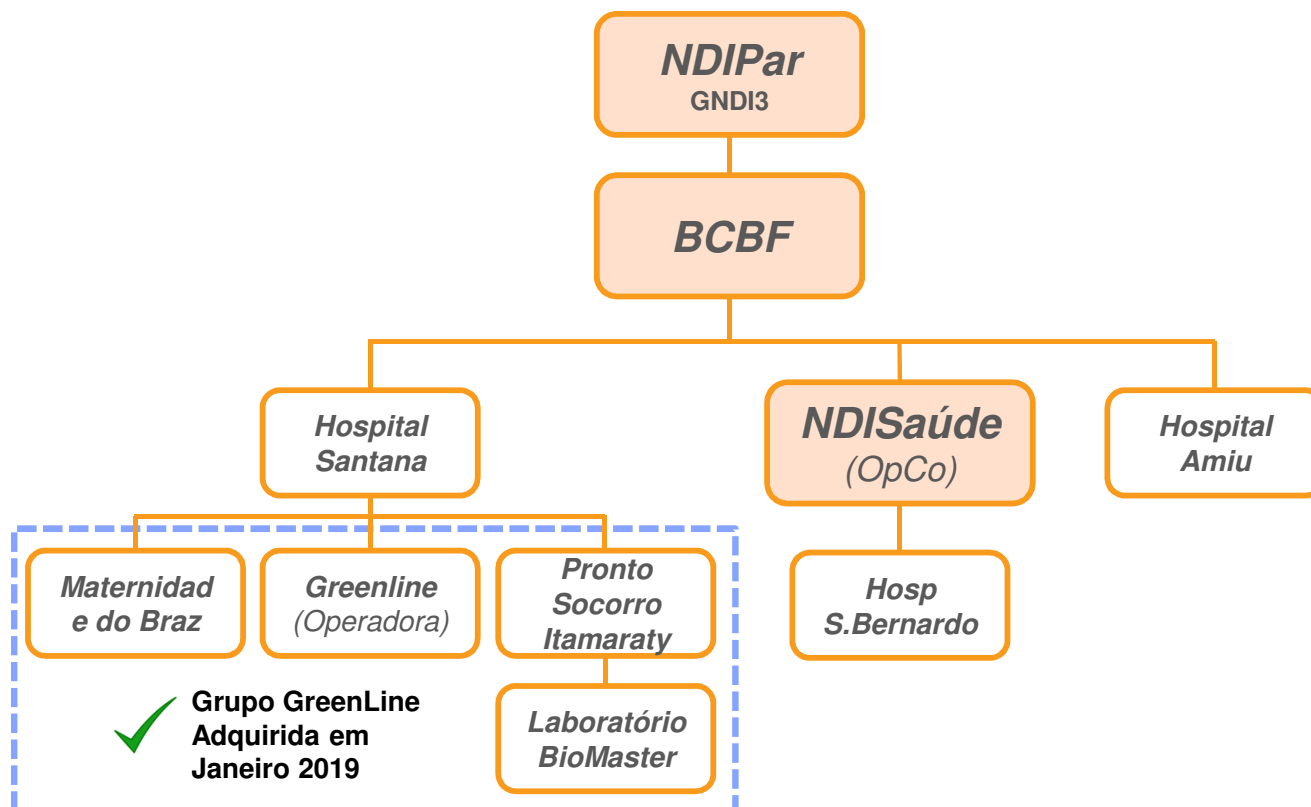 NDIPar
GNDI3
BCBF
Hospital
Santana
NDISaúde
(OpCo)
Hospital
Amiu
Maternidad
e do Braz
Greenline
(Operadora)
Pronto
Socorro
Itamaraty
Hosp
S.Bernardo
Grupo GreenLine
Adquirida em
Janeiro 2019
Laboratório
BioMaster